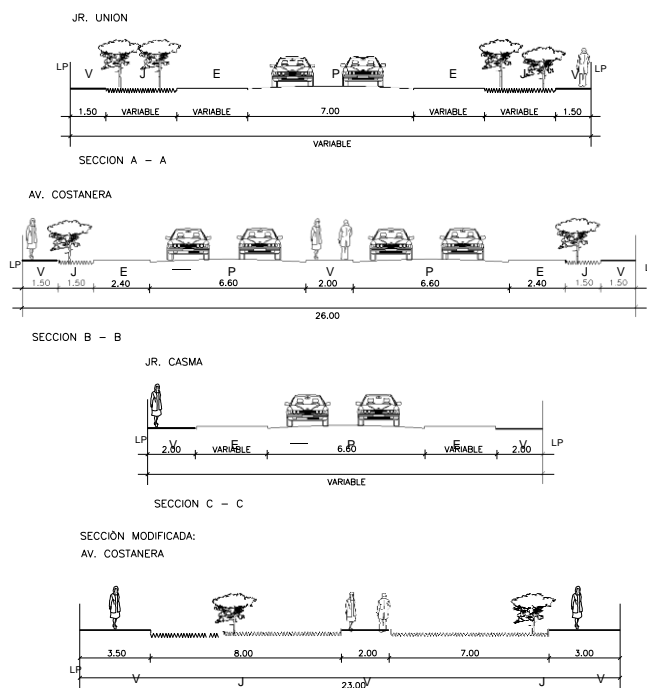 JR. UNION
LP V J E P E J V LP
1.50 VARIABLE VARIABLE 7.00 VARIABLE VARIABLE 1.50
VARIABLE
SECCION A - A
AV. COSTANERA
LP V J E P V P E J V L
1.50 1.50 2.40 6.60 2.00 6.60 2.40 1.50 1.50
26.00
SECCION B - B
JR. CASMA
LP V E P E V LP
2.00 VARIABLE 6.60 VARIABLE 2.00
VARIABLE
SECCION C - C
SECCIÒN MODIFICADA:
AV. COSTANERA
3.50 8.00 2.00 7.00 3.00
LP V J V J V
23.00